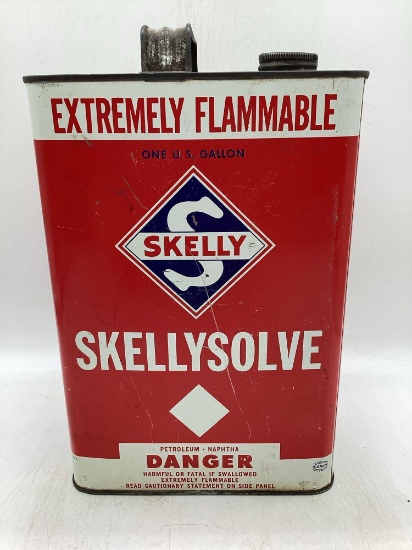 EXTREMELY FLAMMABLE
ONE U.S. GALLON
SKELLY
SKELLYSOLVE
PETROLEUM - NAPHTHA
DANGER
HARMFUL OR FATAL IF SWALLOWED
EXTREMELY FLAMMABLE
READ CAUTIONARY STATEMENT ON SIDE PANEL